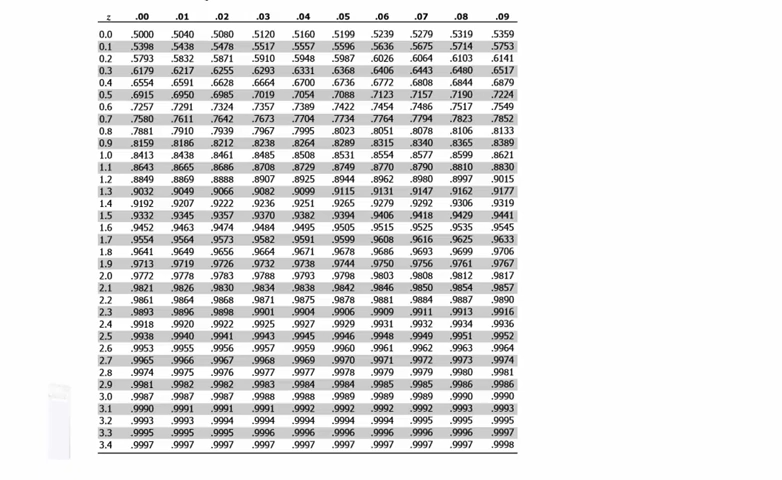 z .00 .01 .02 .03 .04 .05 .06 .07 .08 .09
0.0 .5000 .5040 .5080 .5120 .5160 .5199 .5239 .5279 .5319 .5359
0.1 .5398 .5438 .5478 .5517 .5557 .5596 .5636 .5675 .5714 .5753
0.2 .5793 .5832 .5871 .5910 .5948 .5987 .6026 .6064 .6103 .6141
0.3 .6179 .6217 .6255 .6293 .6331 .6368 .6406 .6443 .6480 .6517
0.4 .6554 .6591 .6628 .6664 .6700 .6736 .6772 .6808 .6844 .6879
0.5 .6915 .6950 .6985 .7019 .7054 .7088 .7123 .7157 .7190 .7224
0.6 .7257 .7291 .7324 .7357 .7389 .7422 .7454 .7486 .7517 .7549
0.7 .7580 .7611 .7642 .7673 .7704 .7734 .7764 .7794 .7823 .7852
0.8 .7881 .7910 .7939 .7967 .7995 .8023 .8051 .8078 .8106 .8133
0.9 .8159 .8186 .8212 .8238 .8264 .8289 .8315 .8340 .8365 .8389
1.0 .8413 .8438 .8461 .8485 .8508 .8531 .8554 .8577 .8599 .8621
1.1 .8643 .8665 .8686 .8708 .8729 .8749 .8770 .8790 .8810 .8830
1.2 .8849 .8869 .8888 .8907 .8925 .8944 .8962 .8980 .8997 .9015
1.3 .9032 .9049 .9066 .9082 .9099 .9115 .9131 .9147 .9162 .9177
1.4 .9192 .9207 .9222 .9236 .9251 .9265 .9279 .9292 .9306 .9319
1.5 .9332 .9345 .9357 .9370 .9382 .9394 .9406 .9418 .9429 .9441
1.6 .9452 .9463 .9474 .9484 .9495 .9505 .9515 .9525 .9535 .9545
1.7 .9554 .9564 .9573 .9582 .9591 .9599 .9608 .9616 .9625 .9633
1.8 .9641 .9649 .9656 .9664 .9671 .9678 .9686 .9693 .9699 .9706
1.9 .9713 .9719 .9726 .9732 .9738 .9744 .9750 .9756 .9761 .9767
2.0 .9772 .9778 .9783 .9788 .9793 .9798 .9803 .9808 .9812 .9817
2.1 .9821 .9826 .9830 .9834 .9838 .9842 .9846 .9850 .9854 .9857
2.2 .9861 .9864 .9868 .9871 .9875 .9878 .9881 .9884 .9887 .9890
2.3 .9893 .9896 .9898 .9901 .9904 .9906 .9909 .9911 .9913 .9916
2.4 .9918 .9920 .9922 .9925 .9927 .9929 .9931 .9932 .9934 .9936
2.5 .9938 .9940 .9941 .9943 .9945 .9946 .9948 .9949 .9951 .9952
2.6 .9953 .9955 .9956 .9957 .9959 .9960 .9961 .9962 .9963 .9964
2.7 .9965 .9966 .9967 .9968 .9969 .9970 .9971 .9972 .9973 .9974
2.8 .9974 .9975 .9976 .9977 .9977 .9978 .9979 .9979 .9980 .9981
2.9 .9981 .9982 .9982 .9983 .9984 .9984 .9985 .9985 .9986 .9986
3.0 .9987 .9987 .9987 .9988 .9988 .9989 .9989 .9989 .9990 .9990
3.1 .9990 .9991 .9991 .9991 .9992 .9992 .9992 .9992 .9993 .9993
3.2 .9993 .9993 .9994 .9994 .9994 .9994 .9994 .9995 .9995 .9995
3.3 .9995 .9995 .9995 .9996 .9996 .9996 .9996 .9996 .9996 .9997
3.4 .9997 .9997 .9997 .9997 .9997 .9997 .9997 .9997 .9997 .9998